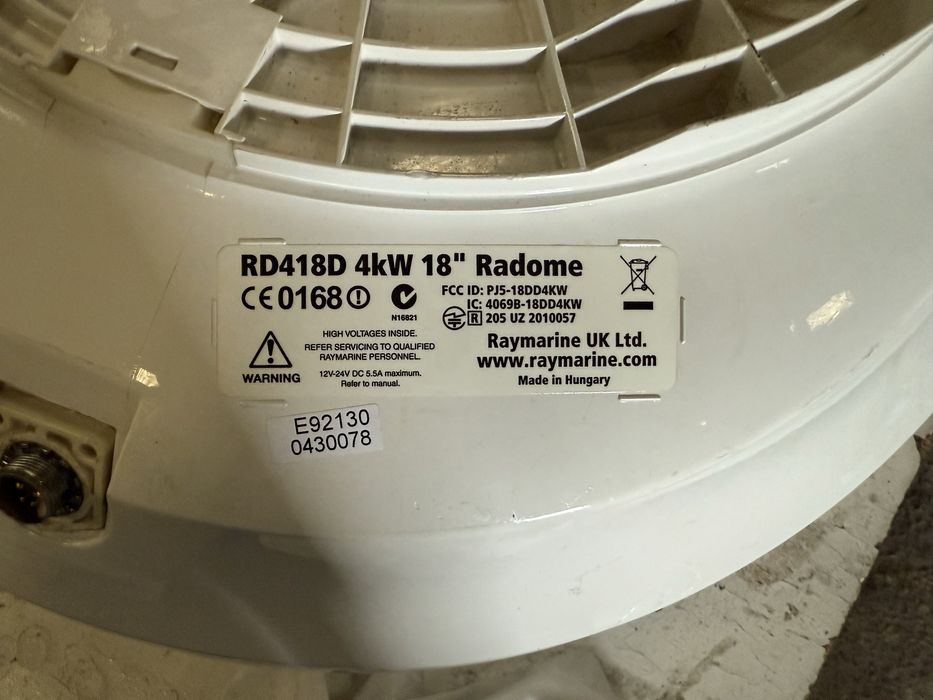 RD418D 4kW 18" Radome
CE0168
N16821
FCC ID: PJ5-18DD4KW
IC: 4069B-18DD4KW
R 205 UZ 2010057
WARNING
HIGH VOLTAGES INSIDE.
REFER SERVICING TO QUALIFIED
RAYMARINE PERSONNEL.
12V-24V DC 5.5A maximum.
Refer to manual.
Raymarine UK Ltd.
www.raymarine.com
Made in Hungary
E92130
0430078